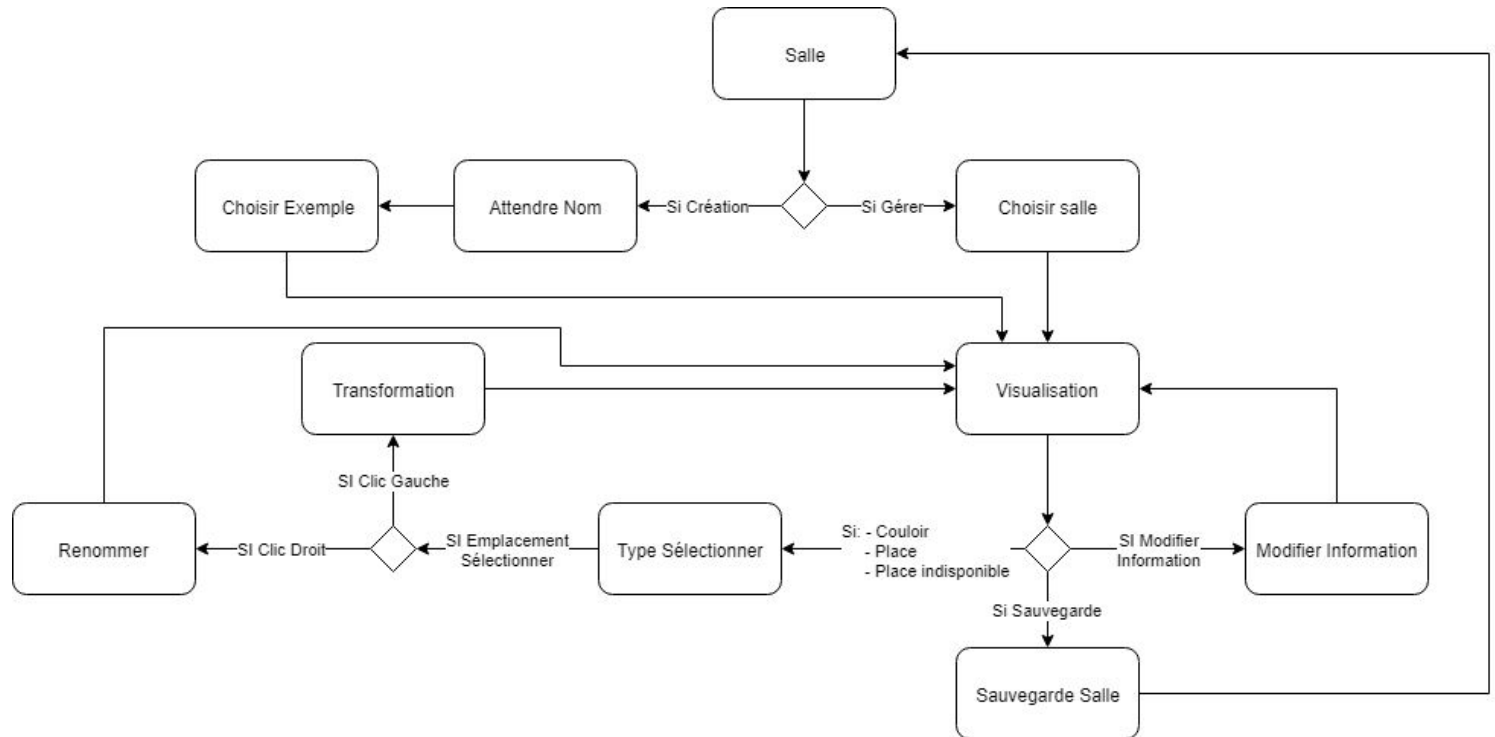 Salle
Choisir Exemple
Attendre Nom
Si Création
Si Gérer
Choisir salle
Transformation
Visualisation
SI Clic Gauche
Renommer
SI Clic Droit
SI Emplacement
Sélectionner
Type Sélectionner
Si: - Couloir
- Place
- Place indisponible
SI Modifier
Information
Modifier Information
Si Sauvegarde
Sauvegarde Salle